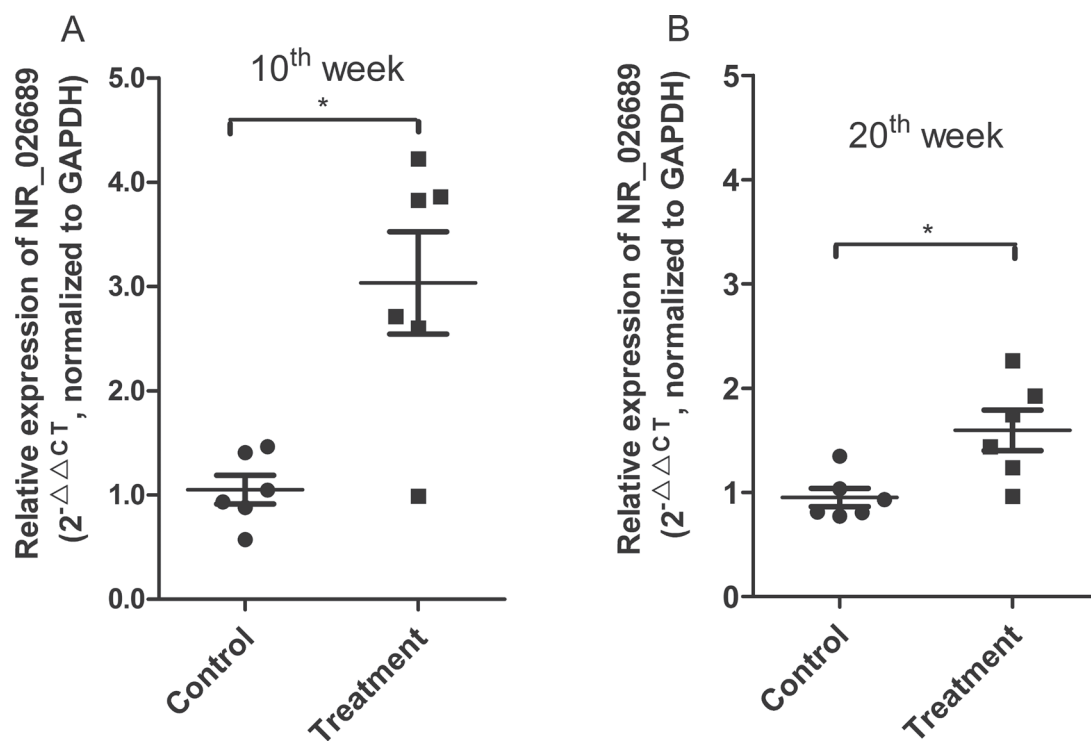 A
10th week
*
Relative expression of NR_026689
(2-△△CT, normalized to GAPDH)
5.0
4.0
3.0
2.0
1.0
0.0
Control
Treatment
B
20th week
*
Relative expression of NR_026689
(2-△△CT, normalized to GAPDH)
5
4
3
2
1
0
Control
Treatment